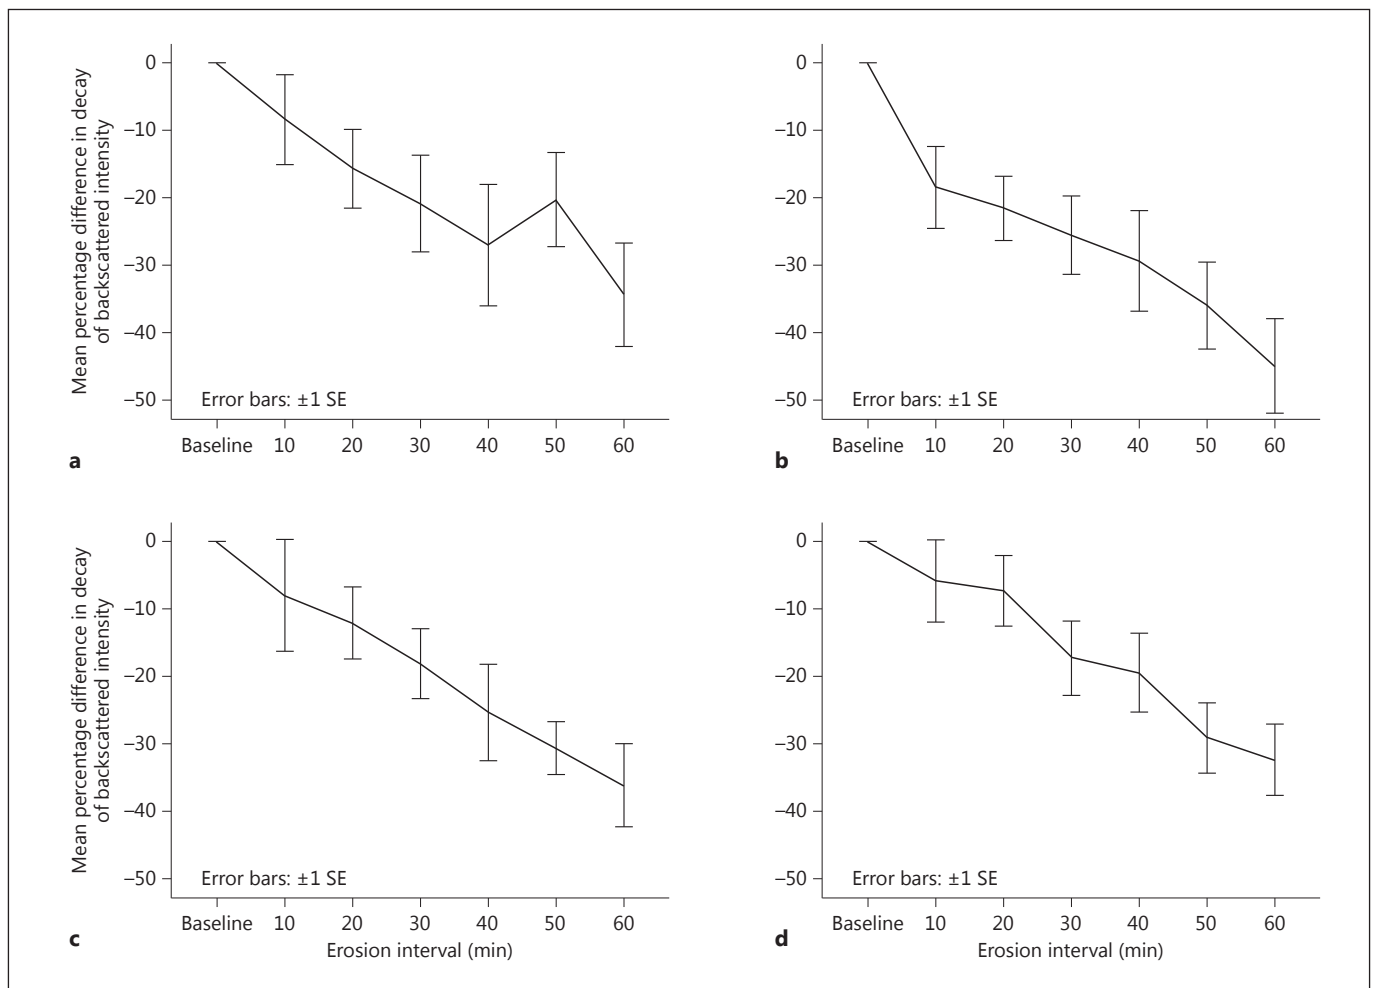 Mean percentage difference in decay
of backscattered intensity
0
–10
–20
–30
–40
–50
Error bars: ±1 SE
Baseline 10 20 30 40 50 60
a
0
–10
–20
–30
–40
–50
Error bars: ±1 SE
Baseline 10 20 30 40 50 60
b
Mean percentage difference in decay
of backscattered intensity
0
–10
–20
–30
–40
–50
Error bars: ±1 SE
Baseline 10 20 30 40 50 60
Erosion interval (min)
c
0
–10
–20
–30
–40
–50
Error bars: ±1 SE
Baseline 10 20 30 40 50 60
Erosion interval (min)
d